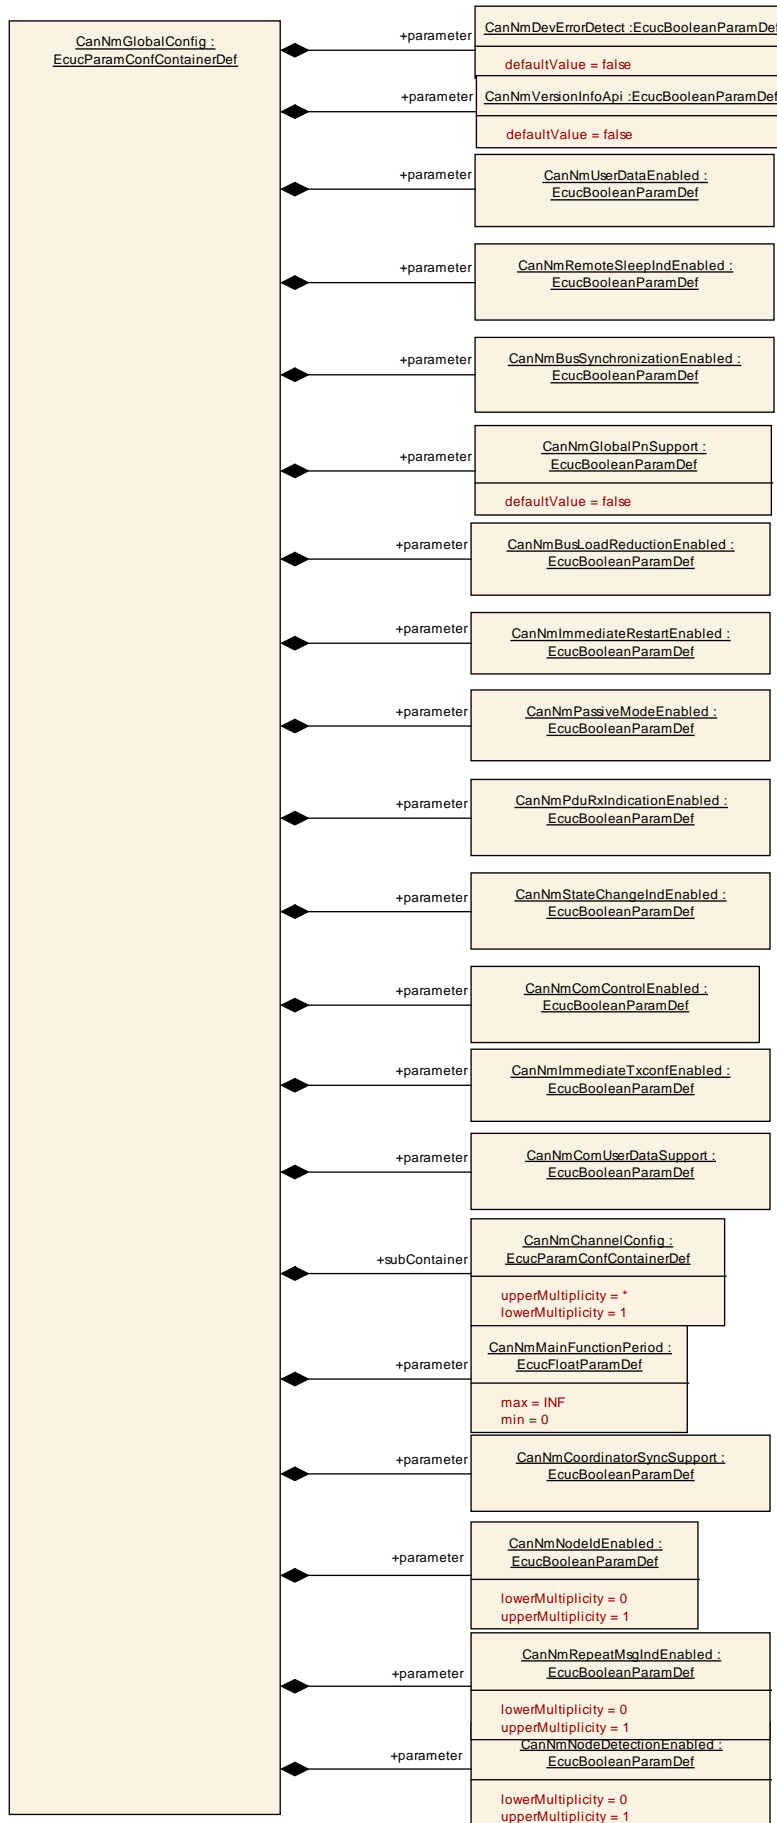 CanNmGlobalConfig :
EcucParamConfContainerDef
+parameter
CanNmDevErrorDetect :EcucBooleanParamDef
defaultValue = false
+parameter
CanNmVersionInfoApi :EcucBooleanParamDef
defaultValue = false
+parameter
CanNmUserDataEnabled :
EcucBooleanParamDef
+parameter
CanNmRemoteSleepIndEnabled :
EcucBooleanParamDef
+parameter
CanNmBusSynchronizationEnabled :
EcucBooleanParamDef
+parameter
CanNmGlobalPnSupport :
EcucBooleanParamDef
defaultValue = false
+parameter
CanNmBusLoadReductionEnabled :
EcucBooleanParamDef
+parameter
CanNmImmediateRestartEnabled :
EcucBooleanParamDef
+parameter
CanNmPassiveModeEnabled :
EcucBooleanParamDef
+parameter
CanNmPduRxIndicationEnabled :
EcucBooleanParamDef
+parameter
CanNmStateChangeIndEnabled :
EcucBooleanParamDef
+parameter
CanNmComControlEnabled :
EcucBooleanParamDef
+parameter
CanNmImmediateTxconfEnabled :
EcucBooleanParamDef
+parameter
CanNmComUserDataSupport :
EcucBooleanParamDef
+subContainer
CanNmChannelConfig :
EcucParamConfContainerDef
upperMultiplicity = *
lowerMultiplicity = 1
+parameter
CanNmMainFunctionPeriod :
EcucFloatParamDef
max = INF
min = 0
+parameter
CanNmCoordinatorSyncSupport :
EcucBooleanParamDef
+parameter
CanNmNodeIdEnabled :
EcucBooleanParamDef
lowerMultiplicity = 0
upperMultiplicity = 1
+parameter
CanNmRepeatMsgIndEnabled :
EcucBooleanParamDef
lowerMultiplicity = 0
upperMultiplicity = 1
+parameter
CanNmNodeDetectionEnabled :
EcucBooleanParamDef
lowerMultiplicity = 0
upperMultiplicity = 1